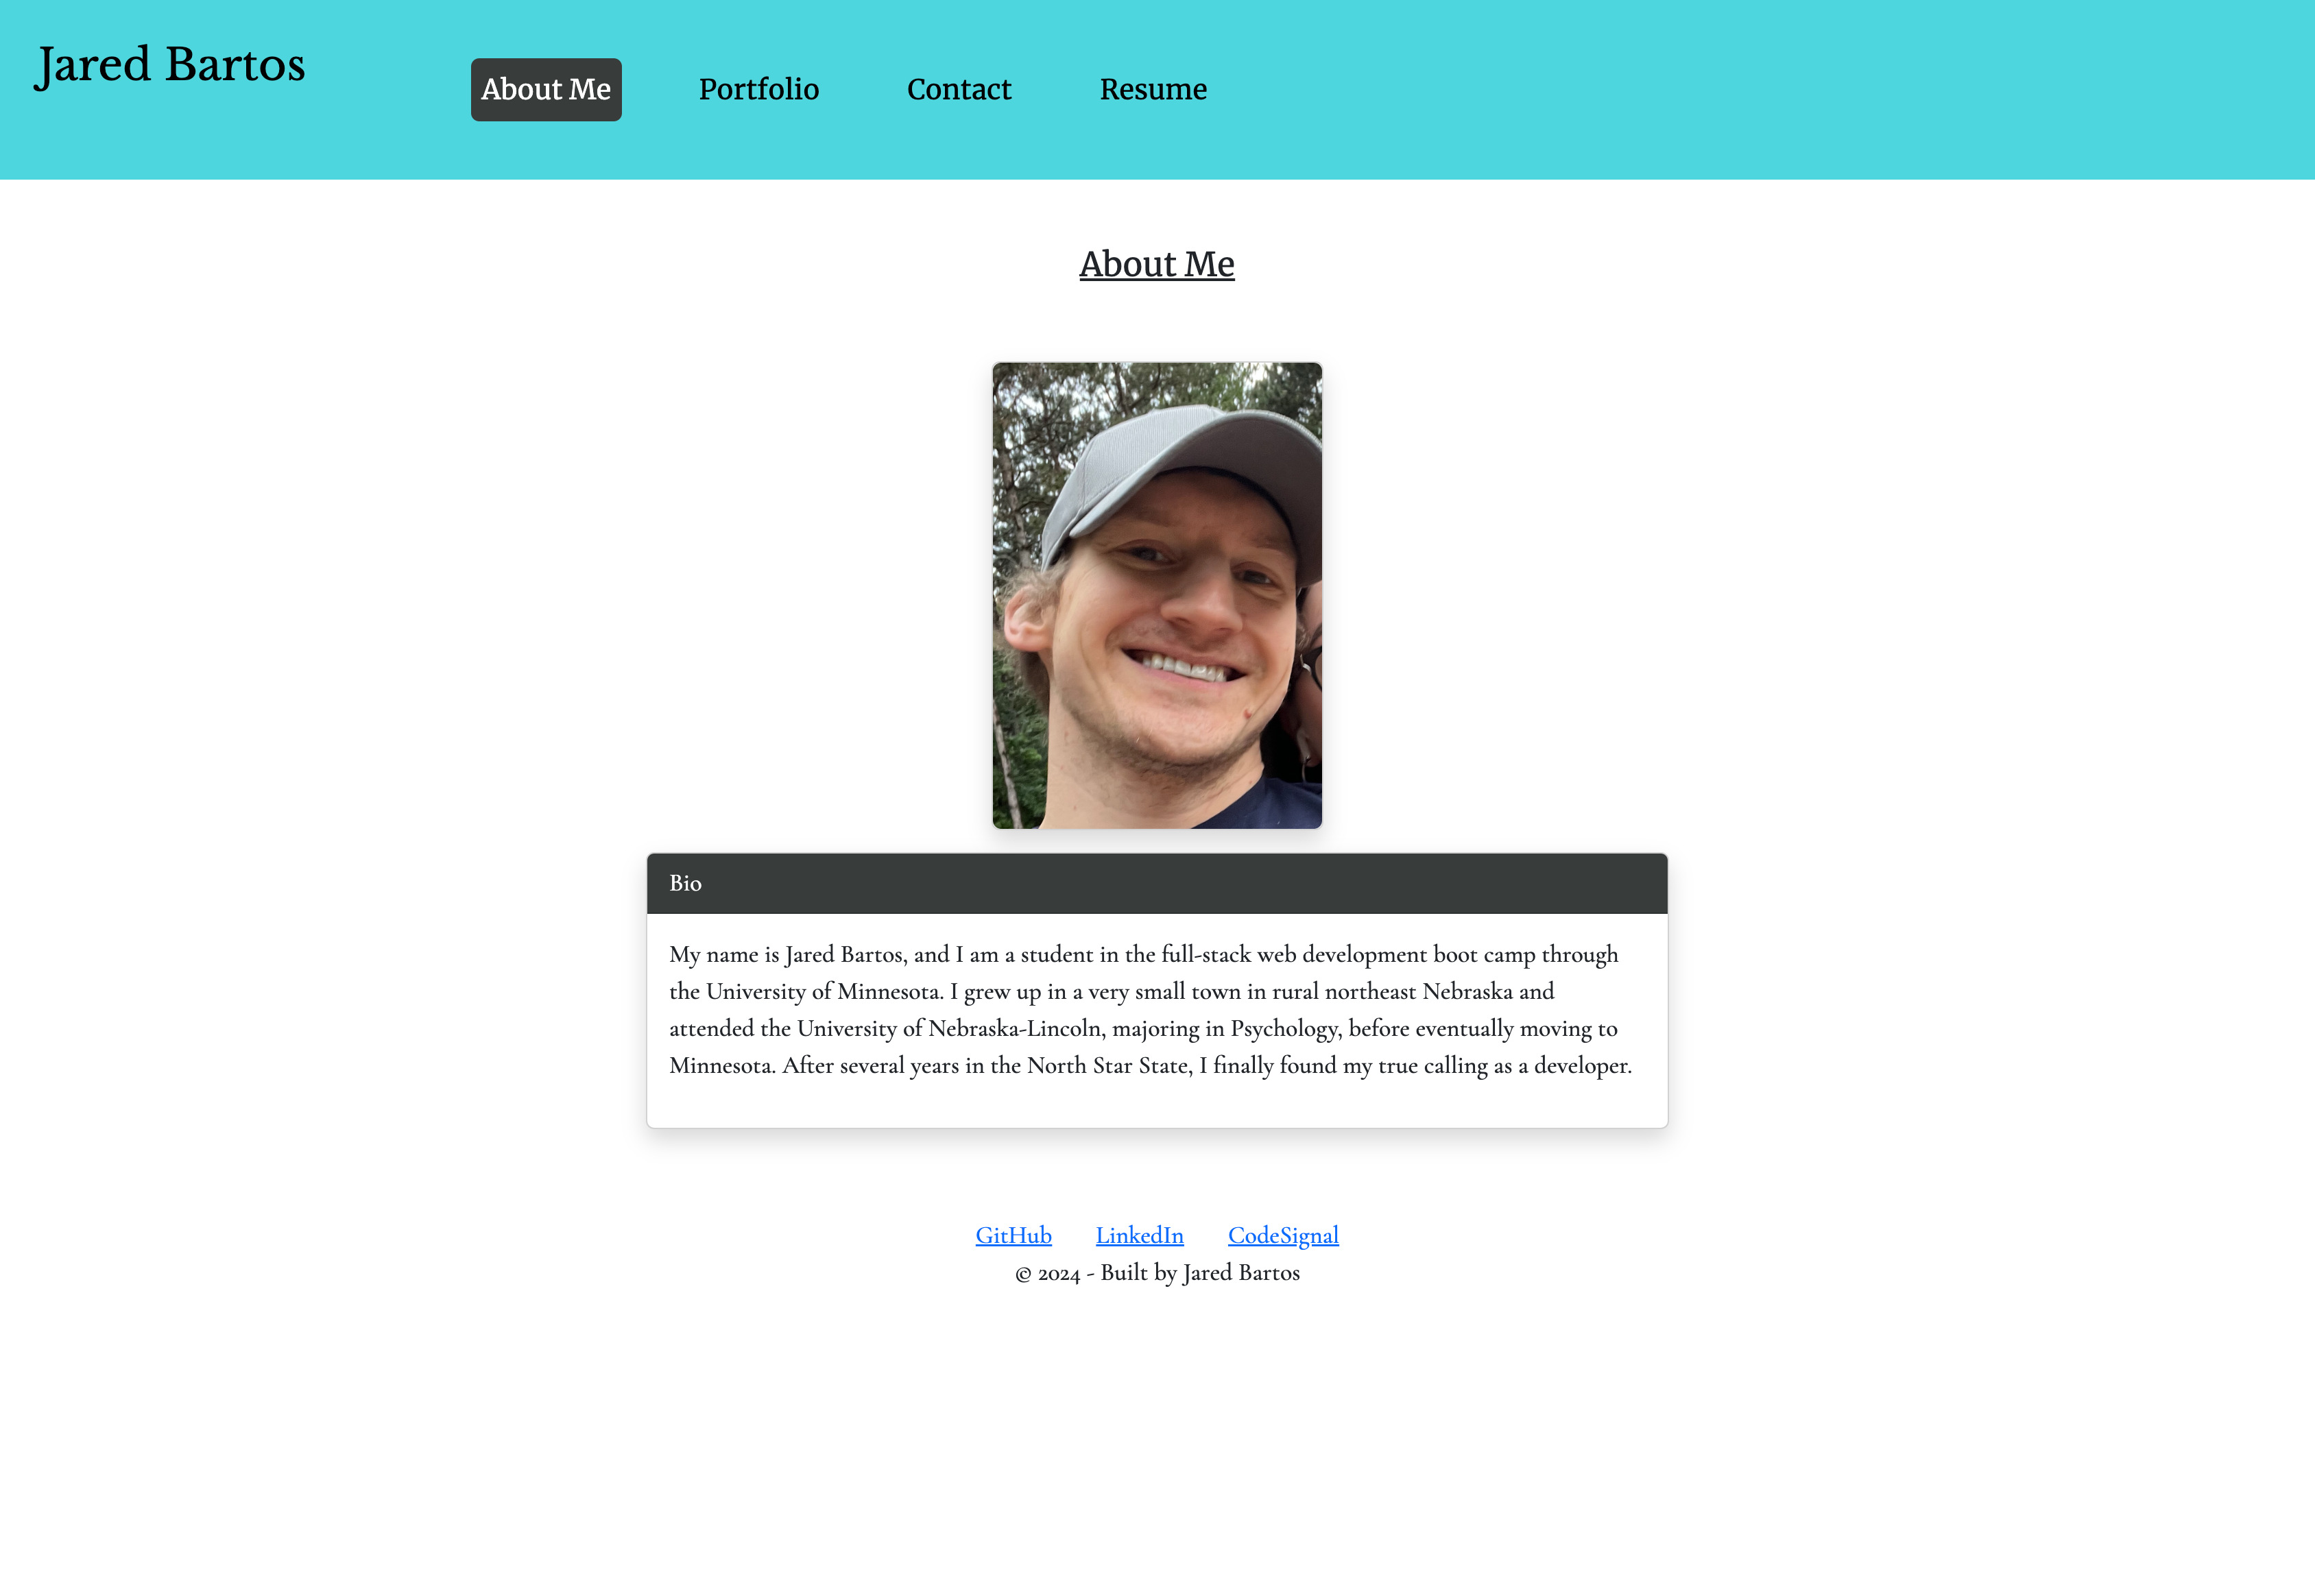 Jared Bartos
About Me
Portfolio
Contact
Resume
About Me
Bio
My name is Jared Bartos, and I am a student in the full-stack web development boot camp through
the University of Minnesota. I grew up in a very small town in rural northeast Nebraska and
attended the University of Nebraska-Lincoln, majoring in Psychology, before eventually moving to
Minnesota. After several years in the North Star State, I finally found my true calling as a developer.
GitHub
LinkedIn
CodeSignal
© 2024 - Built by Jared Bartos